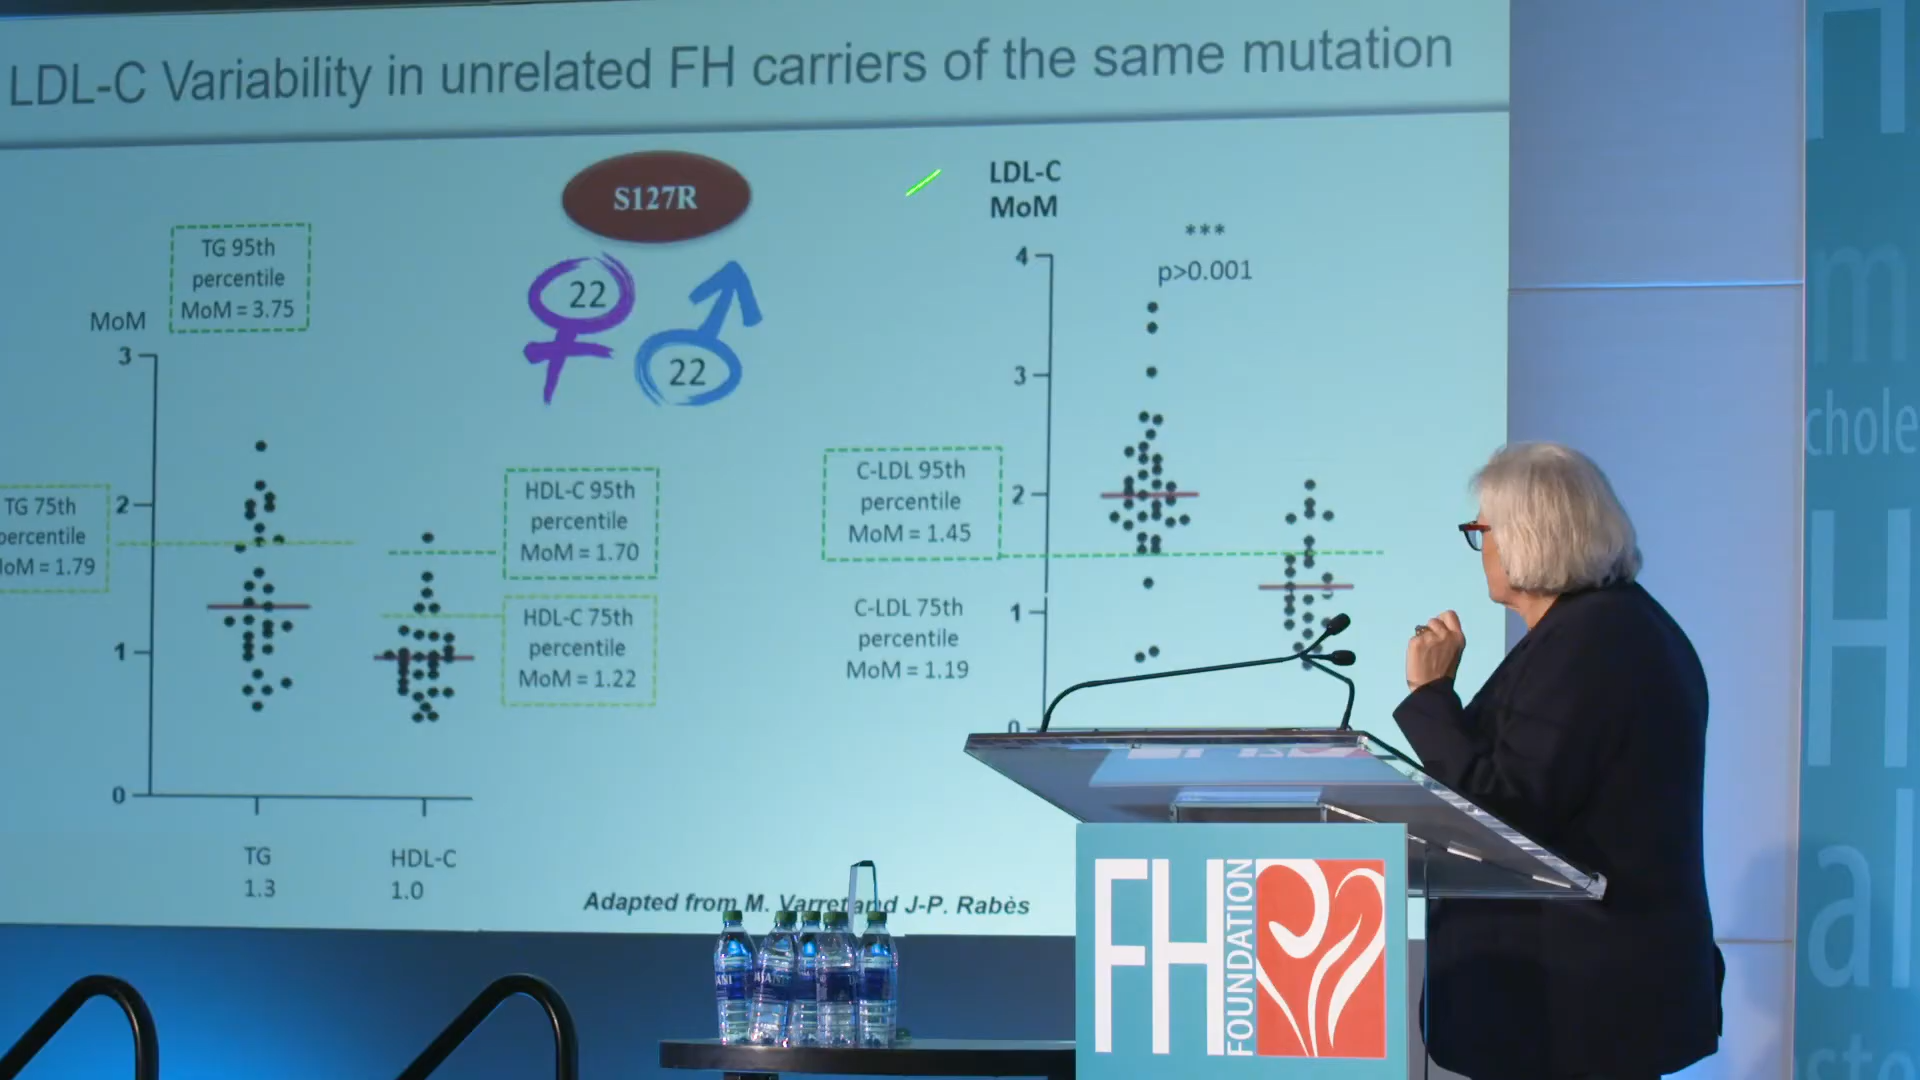 LDL-C Variability in unrelated FH carriers of the same mutation
S127R
22
22
TG 95th
percentile
MoM = 3.75
MoM
3
2
1
0
TG 75th
percentile
MoM = 1.79
HDL-C 95th
percentile
MoM = 1.70
HDL-C 75th
percentile
MoM = 1.22
TG
1.3
HDL-C
1.0
LDL-C
MoM
***
p>0.001
4
3
2
1
0
C-LDL 95th
percentile
MoM = 1.45
C-LDL 75th
percentile
MoM = 1.19
Adapted from M. Varret and J-P. Rabès
FH
FOUNDATION
H
m
chole
H
al
ste